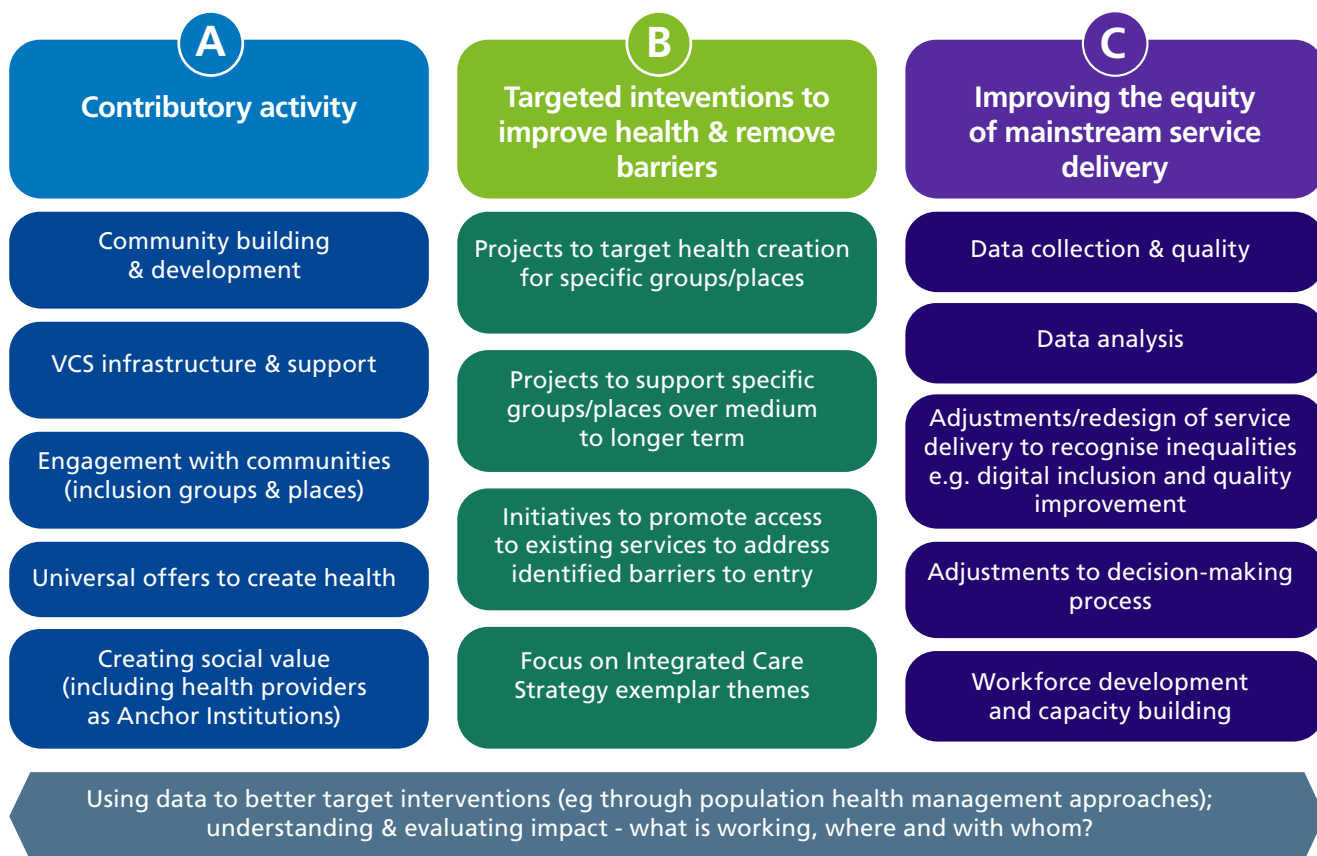 A
Contributory activity
Community building
& development
VCS infrastructure & support
Engagement with communities
(inclusion groups & places)
Universal offers to create health
Creating social value
(including health providers
as Anchor Institutions)
B
Targeted inteventions to
improve health & remove
barriers
Projects to target health creation
for specific groups/places
Projects to support specific
groups/places over medium
to longer term
Initiatives to promote access
to existing services to address
identified barriers to entry
Focus on Integrated Care
Strategy exemplar themes
C
Improving the equity
of mainstream service
delivery
Data collection & quality
Data analysis
Adjustments/redesign of service
delivery to recognise inequalities
e.g. digital inclusion and quality
improvement
Adjustments to decision-making
process
Workforce development
and capacity building
Using data to better target interventions (eg through population health management approaches);
understanding & evaluating impact - what is working, where and with whom?